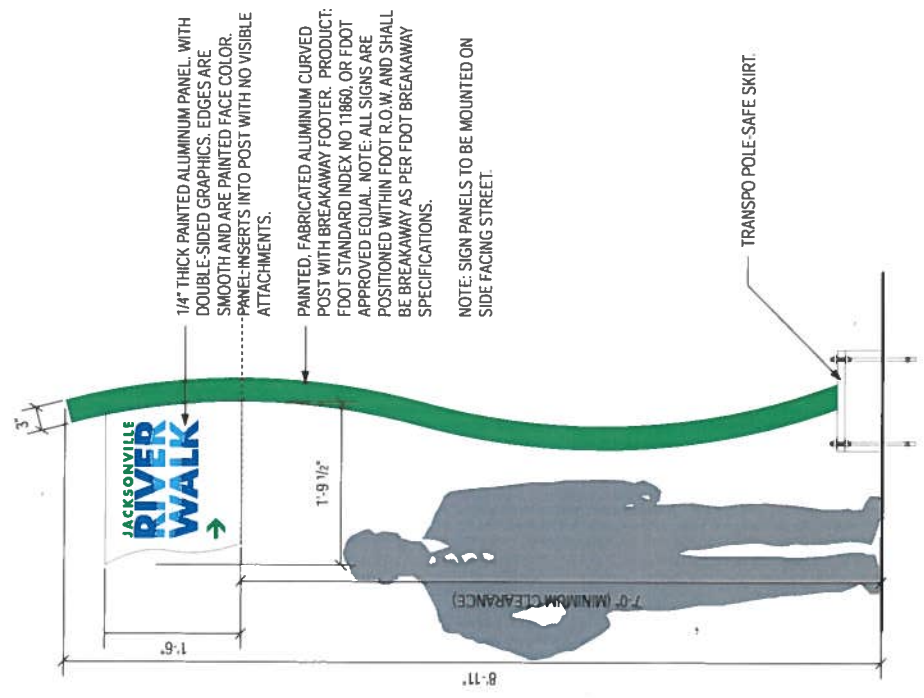 3"
8'-11"
1'-6"
JACKSONVILLE
RIVER
WALK
1'-9 1/2"
7'-0" (MINIMUM CLEARANCE)
1/4" THICK PAINTED ALUMINUM PANEL. WITH
DOUBLE-SIDED GRAPHICS. EDGES ARE
SMOOTH AND ARE PAINTED FACE COLOR.
PANEL INSERTS INTO POST WITH NO VISIBLE
ATTACHMENTS.
PAINTED, FABRICATED ALUMINUM CURVED
POST WITH BREAKAWAY FOOTER. PRODUCT:
FDOT STANDARD INDEX NO 11860, OR FDOT
APPROVED EQUAL. NOTE: ALL SIGNS ARE
POSITIONED WITHIN FDOT R.O.W. AND SHALL
BE BREAKAWAY AS PER FDOT BREAKAWAY
SPECIFICATIONS.
NOTE: SIGN PANELS TO BE MOUNTED ON
SIDE FACING STREET.
TRANSPO POLE-SAFE SKIRT.